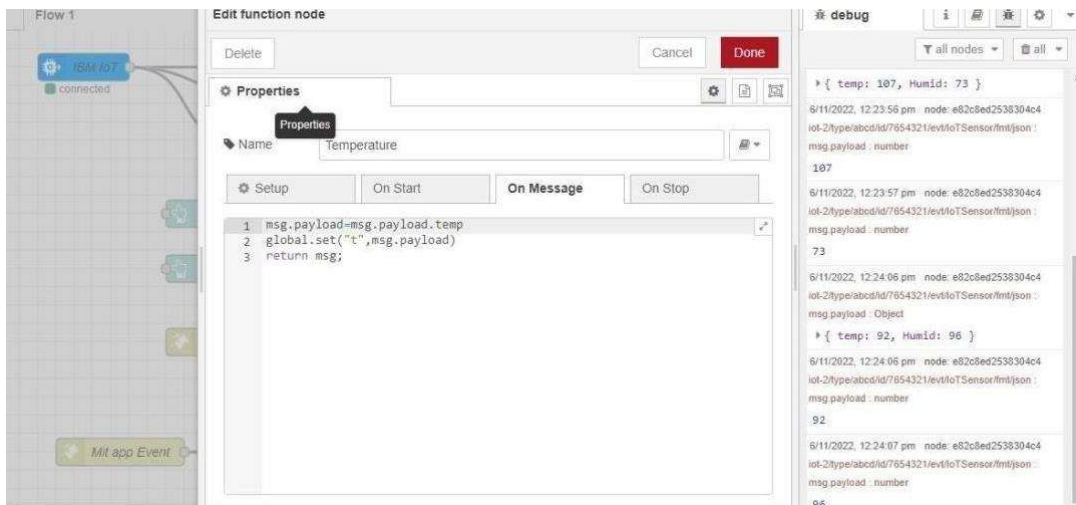 Flow 1
IBM IoT
connected
Mit app Event
Edit function node
Delete
Cancel
Done
Properties
Properties
Name
Temperature
Setup
On Start
On Message
On Stop
1 msg.payload=msg.payload.temp
2 global.set("t",msg.payload)
3 return msg;
debug
i
all nodes
all
{ temp: 107, Humid: 73 }
6/11/2022, 12:23:56 pm node: e82c8ed2538304c4
iot-2/type/abcd/id/7654321/evt/IoTSensor/fmt/json :
msg.payload : number
107
6/11/2022, 12:23:57 pm node: e82c8ed2538304c4
iot-2/type/abcd/id/7654321/evt/IoTSensor/fmt/json :
msg.payload : number
73
6/11/2022, 12:24:06 pm node: e82c8ed2538304c4
iot-2/type/abcd/id/7654321/evt/IoTSensor/fmt/json :
msg.payload : Object
{ temp: 92, Humid: 96 }
6/11/2022, 12:24:06 pm node: e82c8ed2538304c4
iot-2/type/abcd/id/7654321/evt/IoTSensor/fmt/json :
msg.payload : number
92
6/11/2022, 12:24:07 pm node: e82c8ed2538304c4
iot-2/type/abcd/id/7654321/evt/IoTSensor/fmt/json :
msg.payload : number
96